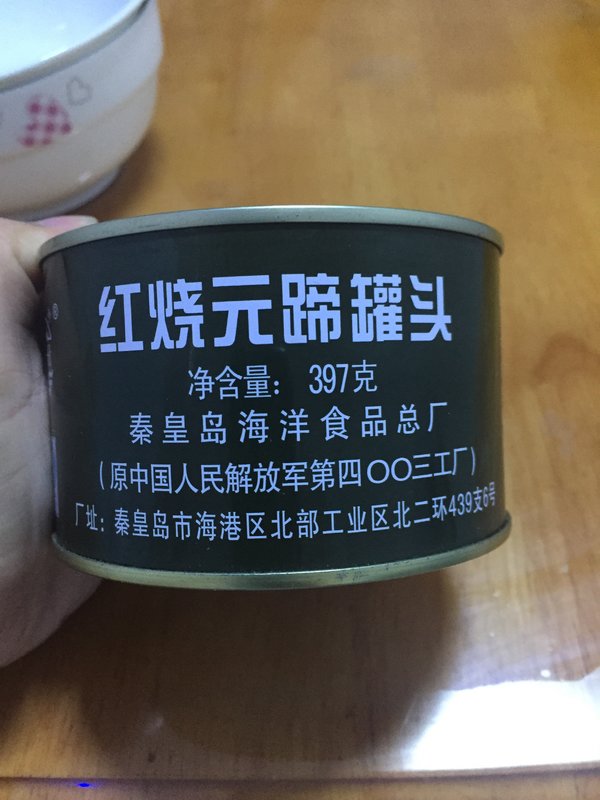 红烧元蹄罐头
净含量： 397克
秦皇岛海洋食品总厂
(原中国人民解放军第四〇〇三工厂)
厂址：秦皇岛市海港区北部工业区北二环439支6号
®